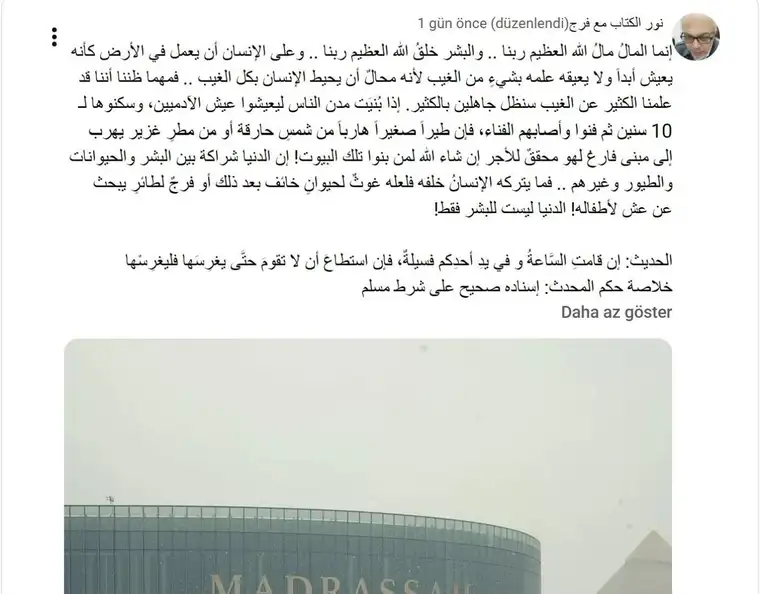 نور الكتاب مع فرج(düzenlendi) 1 gün önce
إنما المالُ مالُ الله العظيم ربنا .. والبشر خلقُ الله العظيم ربنا .. وعلى الإنسان أن يعمل في الأرض كأنه
يعيش أبداً ولا يعيقه علمه بشيءٍ من الغيب لأنه محالٌ أن يحيط الإنسان بكل الغيب .. فمهما ظننا أننا قد
علمنا الكثير عن الغيب سنظل جاهلين بالكثير. إذا بُنيت مدن الناس ليعيشوا عيش الآدميين، وسكنوها لـ
10 سنين ثم فنوا وأصابهم الفناء، فإن طيراً صغيراً هارباً من شمسٍ حارقة أو من مطرٍ غزير يهرب
إلى مبنى فارغ لهو محققٌ للأجر إن شاء الله لمن بنوا تلك البيوت! إن الدنيا شراكة بين البشر والحيوانات
والطيور وغيرهم .. فما يتركه الإنسانُ خلفه فلعله غوثٌ لحيوانٍ خائف بعد ذلك أو فرجٌ لطائرٍ يبحث
عن عش لأطفاله! الدنيا ليست للبشر فقط!
الحديث: إن قامتِ السَّاعةُ و في يدِ أحدِكم فسيلةٌ، فإن استطاعَ أن لا تقومَ حتَّى يغرسَها فليغرسْها
خلاصة حكم المحدث: إسناده صحيح على شرط مسلم
Daha az göster
MADRASSAH